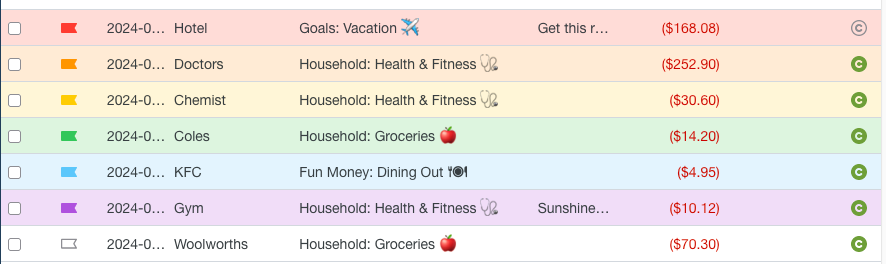 2024-0... Hotel Goals: Vacation ✈️ Get this r... ($168.08) C
2024-0... Doctors Household: Health & Fitness 🩺 ($252.90) C
2024-0... Chemist Household: Health & Fitness 🩺 ($30.60) C
2024-0... Coles Household: Groceries 🍎 ($14.20) C
2024-0... KFC Fun Money: Dining Out 🍽 ($4.95) C
2024-0... Gym Household: Health & Fitness 🩺 Sunshine... ($10.12) C
2024-0... Woolworths Household: Groceries 🍎 ($70.30) C